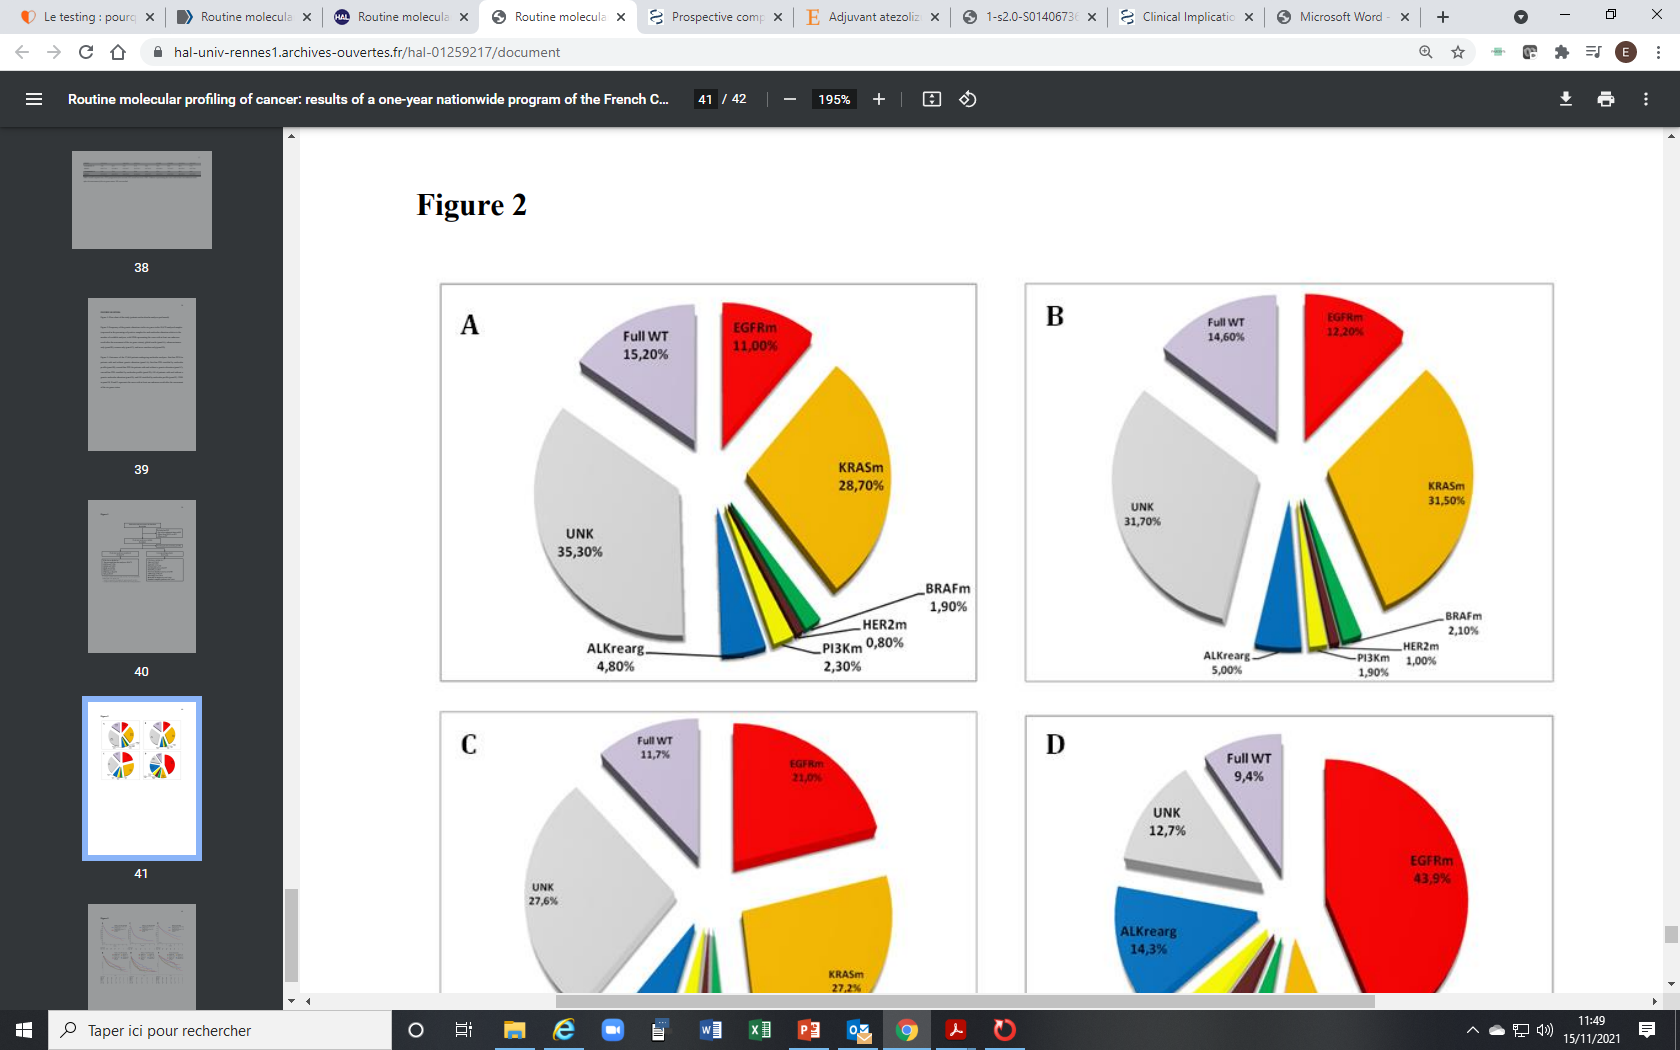 Le testing : pourq
Routine molecula
HAL
Routine molecula
Routine molecula
Prospective comp
E
Adjuvant atezoliz
1-s2.0-S01406736
Clinical Implicatio
Microsoft Word -
hal-univ-rennes1.archives-ouvertes.fr/hal-01259217/document
E
Routine molecular profiling of cancer: results of a one-year nationwide program of the French C...
41 / 42
195%
38
39
40
41
Figure 2
A
Full WT
15,20%
EGFRm
11,00%
KRASm
28,70%
UNK
35,30%
BRAFm
1,90%
HER2m
0,80%
PI3Km
2,30%
ALKrearg
4,80%
B
Full WT
14,60%
EGFRm
12,20%
KRASm
31,50%
UNK
31,70%
BRAFm
2,10%
HER2m
1,00%
PI3Km
1,90%
ALKrearg
5,00%
C
Full WT
11,7%
EGFRm
21,0%
UNK
27,6%
KRASm
27,2%
D
Full WT
9,4%
UNK
12,7%
EGFRm
43,9%
ALKrearg
14,3%
Taper ici pour rechercher
11:49
15/11/2021